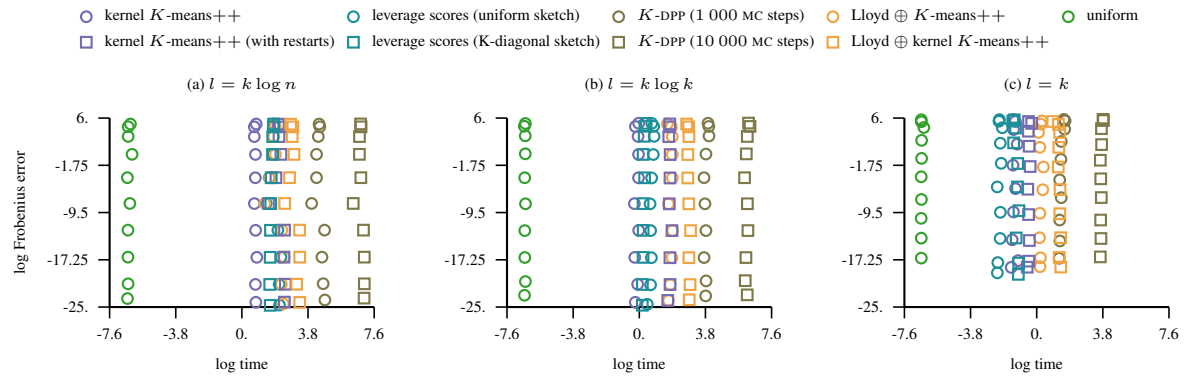 kernel K-means++ leverage scores (uniform sketch) K-DPP (1 000 MC steps) Lloyd ⊕ K-means++ uniform
kernel K-means++ (with restarts) leverage scores (K-diagonal sketch) K-DPP (10 000 MC steps) Lloyd ⊕ kernel K-means++
(a) l = k log n (b) l = k log k (c) l = k
6. 6. 6.
-1.75 -1.75 -1.75
log Frobenius error
-9.5 -9.5 -9.5
-17.25 -17.25 -17.25
-25. -25. -25.
-7.6 -3.8 0. 3.8 7.6 -7.6 -3.8 0. 3.8 7.6 -7.6 -3.8 0. 3.8 7.6
log time log time log time